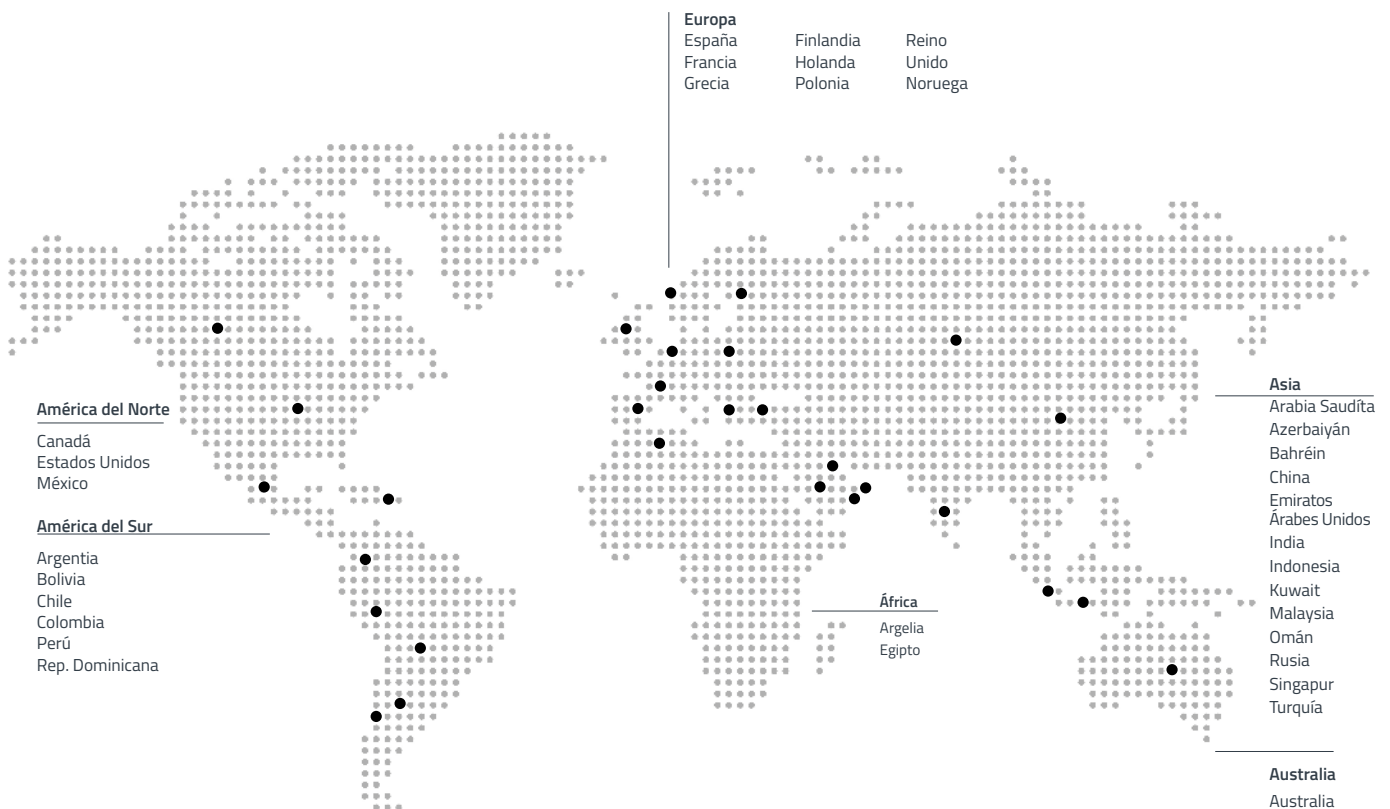 Europa
España
Francia
Grecia
Finlandia
Holanda
Polonia
Reino
Unido
Noruega
América del Norte
Canadá
Estados Unidos
México
América del Sur
Argentia
Bolivia
Chile
Colombia
Perú
Rep. Dominicana
África
Argelia
Egipto
Asia
Arabia Saudíta
Azerbaiyán
Bahréin
China
Emiratos
Árabes Unidos
India
Indonesia
Kuwait
Malaysia
Omán
Rusia
Singapur
Turquía
Australia
Australia